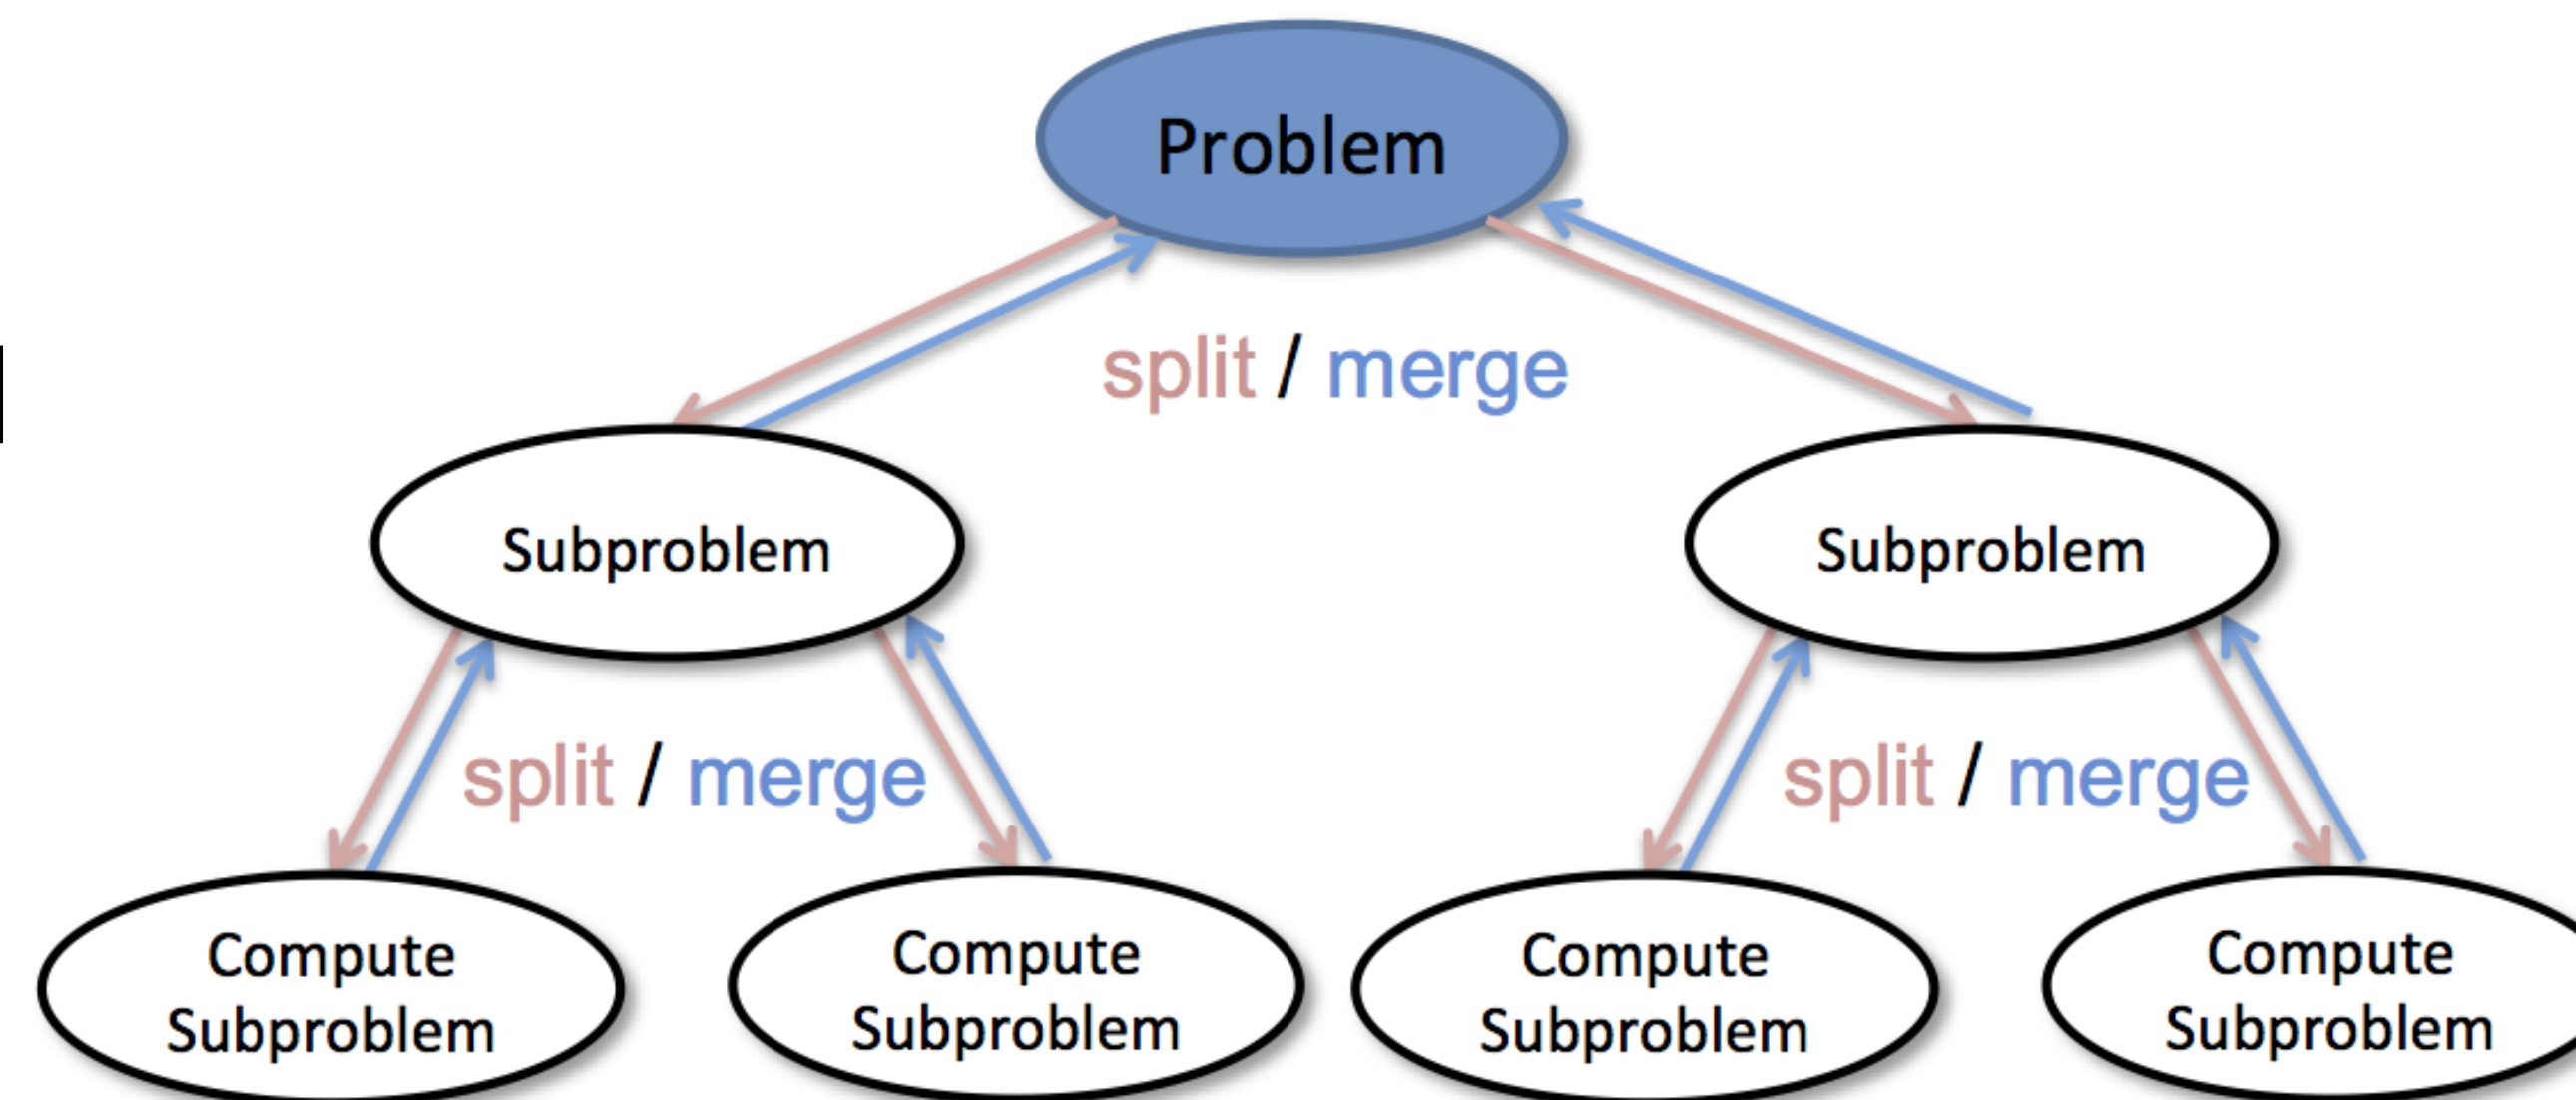 Problem
split / merge
Subproblem
Subproblem
split / merge
split / merge
Compute
Subproblem
Compute
Subproblem
Compute
Subproblem
Compute
Subproblem